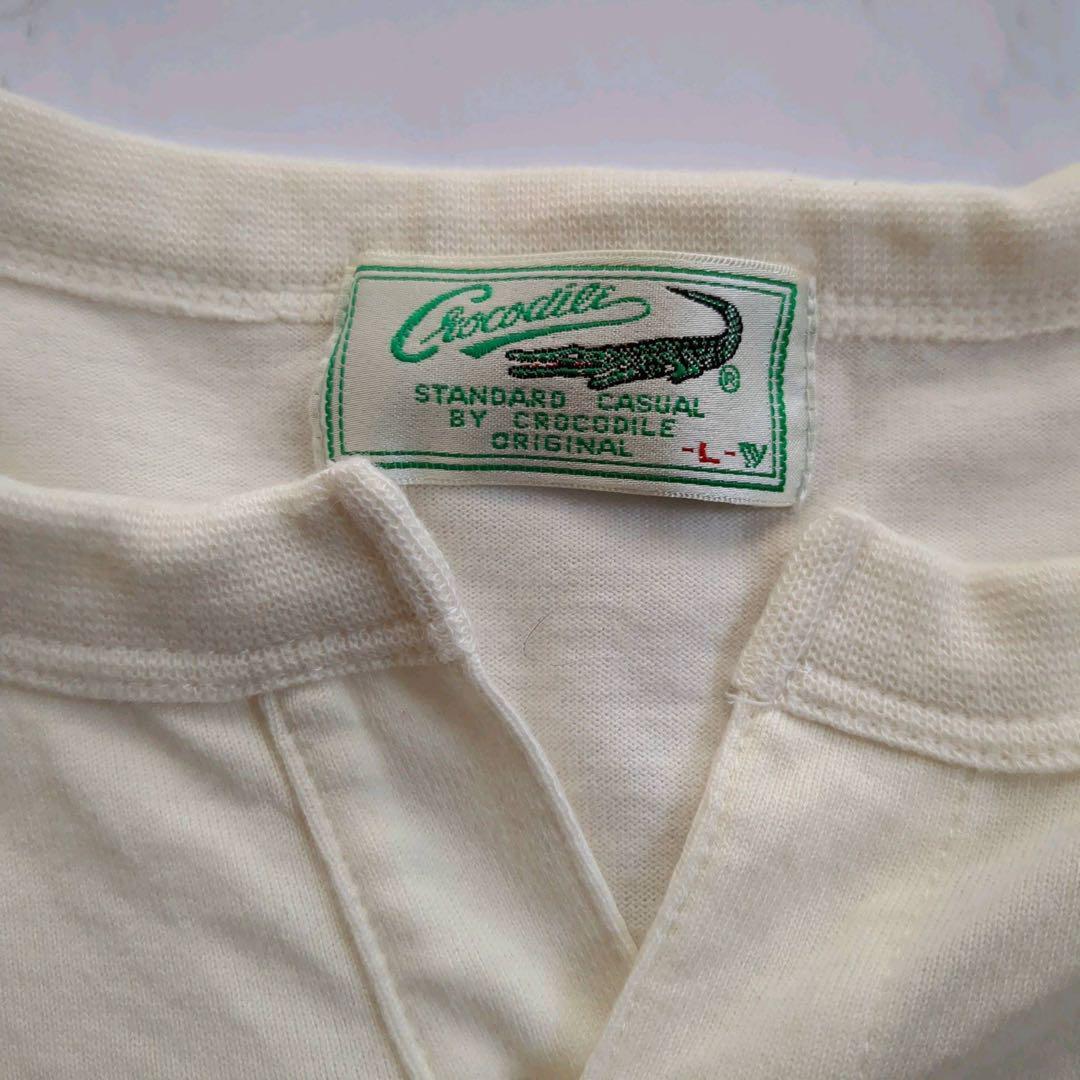 Crocodile ®
STANDARD CASUAL
BY CROCODILE
ORIGINAL -L-